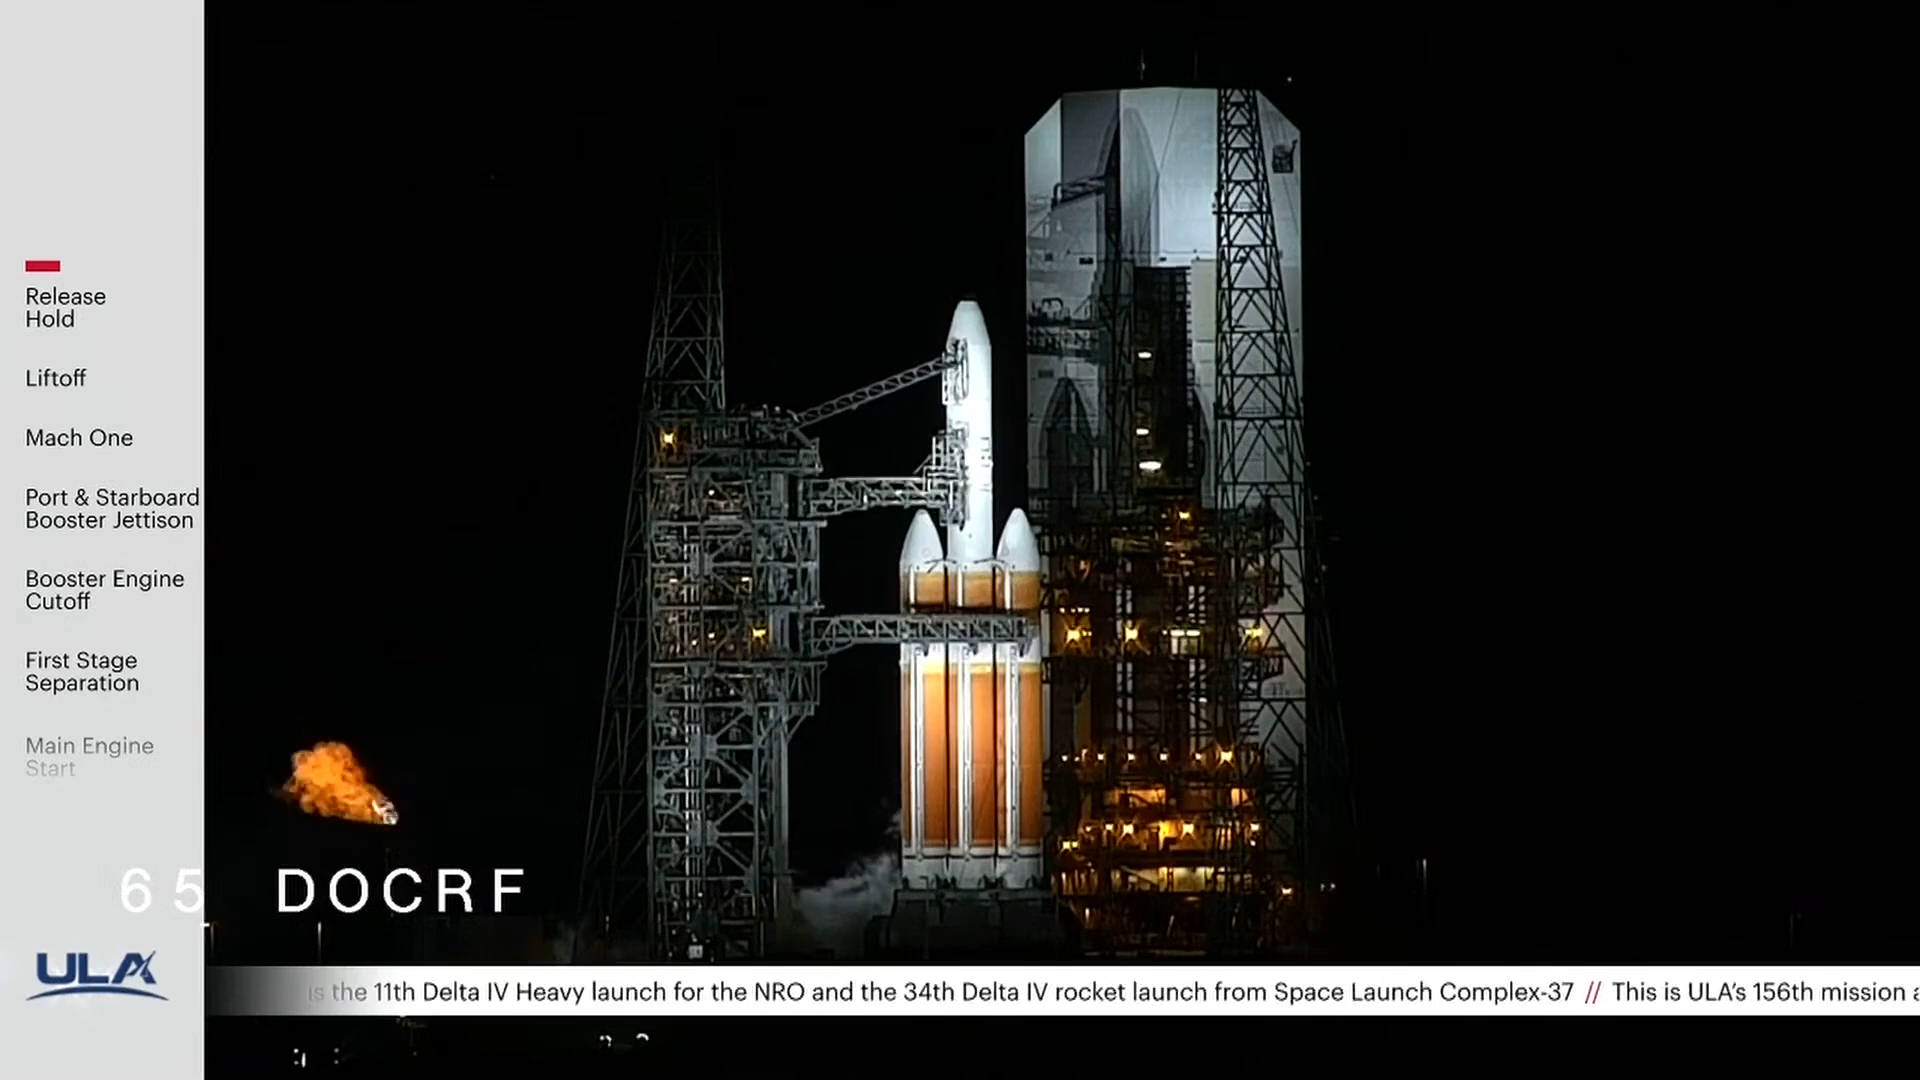 Release
Hold
Liftoff
Mach One
Port & Starboard
Booster Jettison
Booster Engine
Cutoff
First Stage
Separation
Main Engine
Start
65 DOCRF
ULA
is the 11th Delta IV Heavy launch for the NRO and the 34th Delta IV rocket launch from Space Launch Complex-37 // This is ULA's 156th mission a